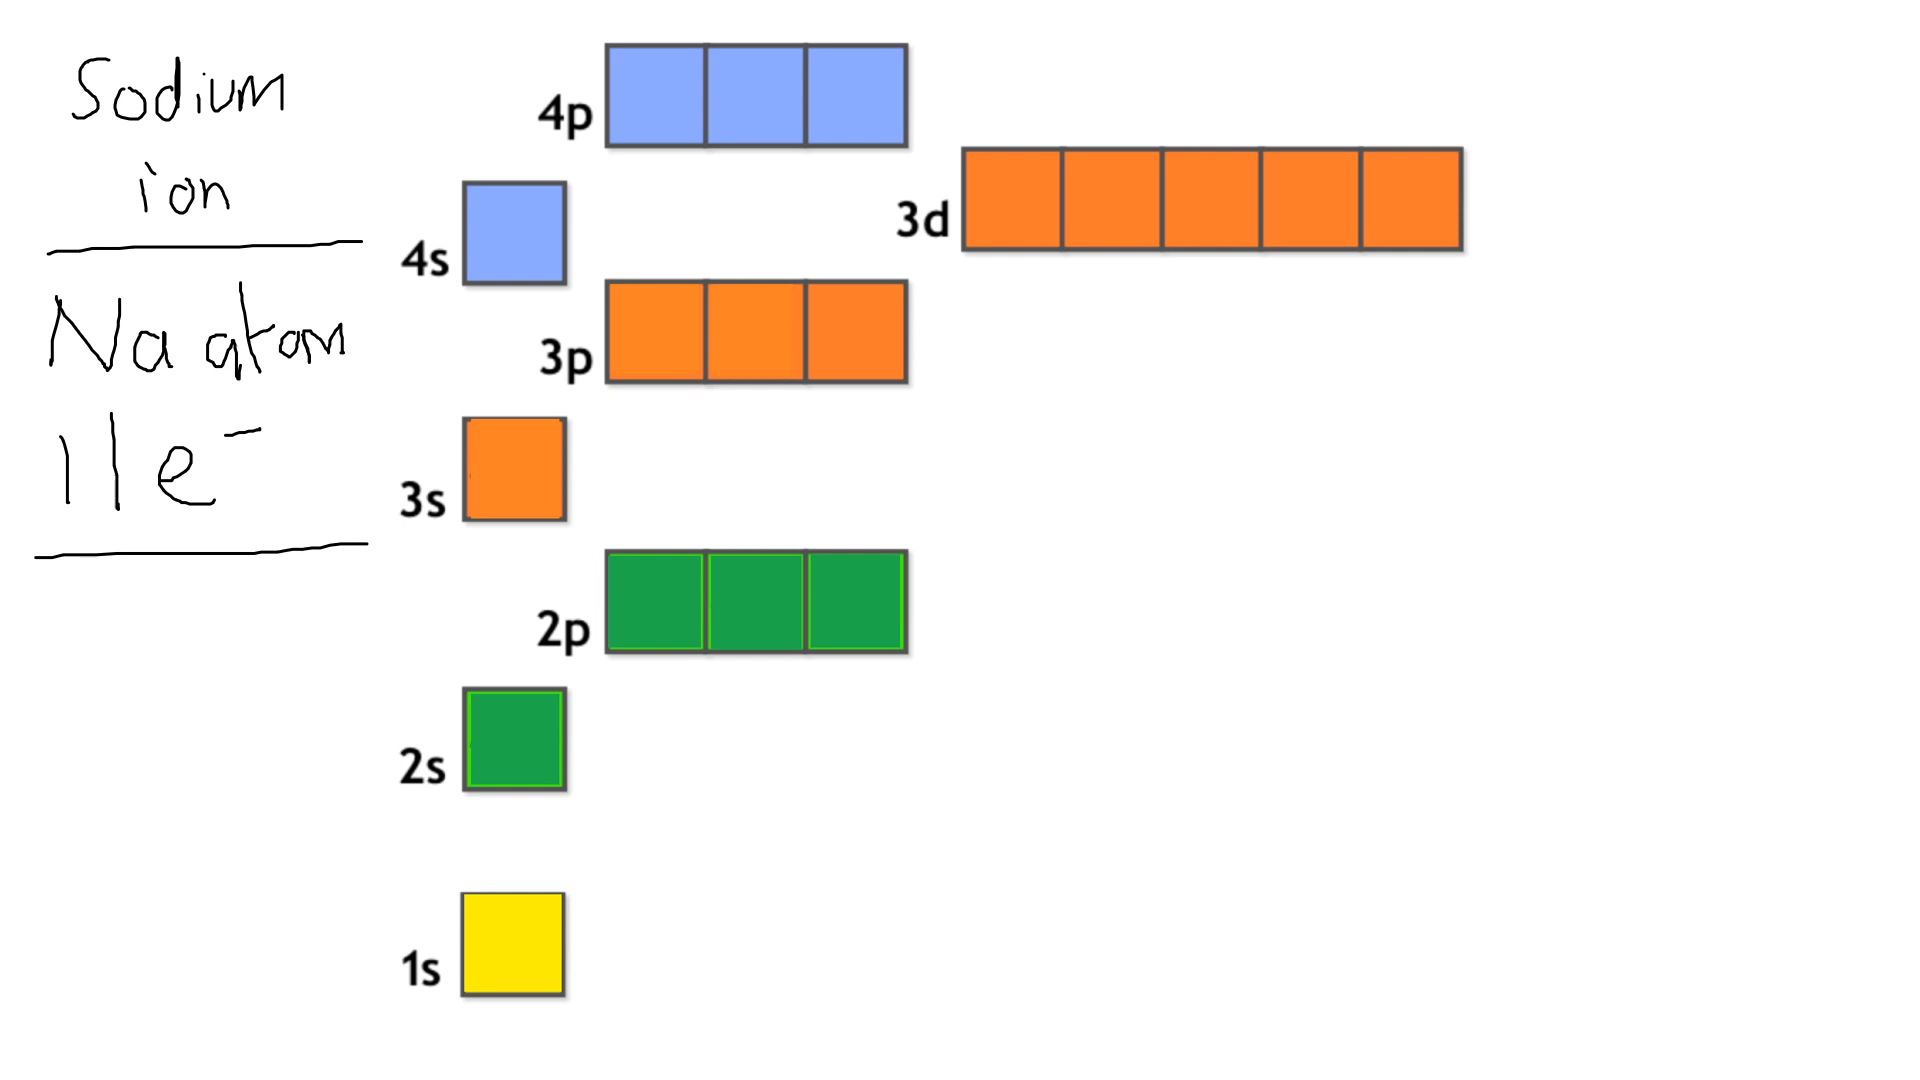 Sodium
ion
Na atom
11e⁻
4p
3d
4s
3p
3s
2p
2s
1s